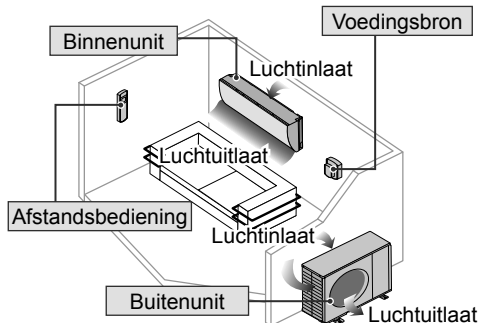 Voedingsbron
Binnenunit
Luchtinlaat
Luchtuitlaat
Afstandsbediening
Luchtinlaat
Buitenunit
Luchtuitlaat